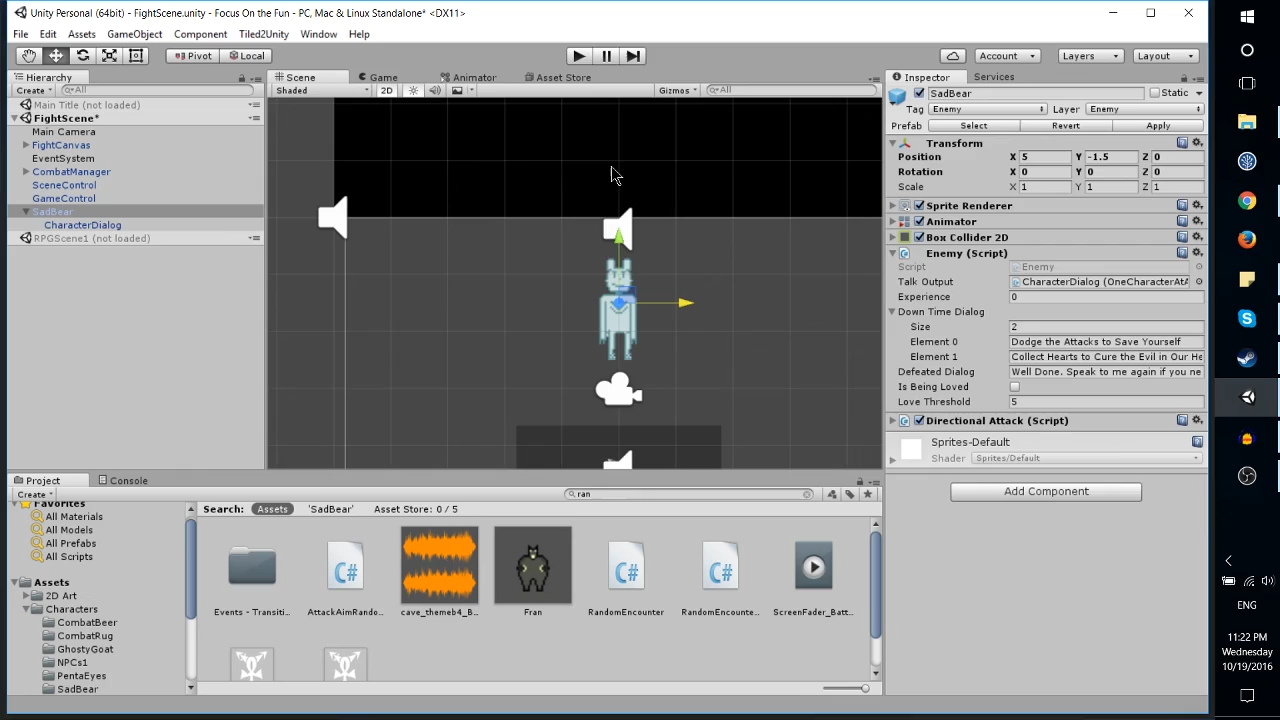 Unity Personal (64bit) - FightScene.unity - Focus On the Fun - PC, Mac & Linux Standalone* <DX11>
File Edit Assets GameObject Component Tiled2Unity Window Help
Pivot Local Account Layers Layout
Hierarchy
Create All
Main Title (not loaded)
FightScene*
Main Camera
FightCanvas
EventSystem
CombatManager
SceneControl
GameControl
SadBear
CharacterDialog
RPGScene1 (not loaded)
Scene Game Animator Asset Store
Shaded 2D Gizmos All
Inspector Services
SadBear Static
Tag Enemy Layer Enemy
Prefab Select Revert Apply
Transform
Position X 5 Y -1.5 Z 0
Rotation X 0 Y 0 Z 0
Scale X 1 Y 1 Z 1
Sprite Renderer
Animator
Box Collider 2D
Enemy (Script)
Script Enemy
Talk Output CharacterDialog (OneCharacterAtA
Experience 0
Down Time Dialog
Size 2
Element 0 Dodge the Attacks to Save Yourself
Element 1 Collect Hearts to Cure the Evil in Our He
Defeated Dialog Well Done. Speak to me again if you ne
Is Being Loved
Love Threshold 5
Directional Attack (Script)
Sprites-Default
Shader Sprites/Default
Add Component
Project Console
Create ran
Favorites
All Materials
All Models
All Prefabs
All Scripts
Assets
2D Art
Characters
CombatBeer
CombatRug
GhostyGoat
NPCs1
PentaEyes
SadBear
Search: Assets 'SadBear' Asset Store: 0 / 5
C# C# C#
Events - Transiti... AttackAimRando... cave_themeb4_B... Fran RandomEncounter RandomEncounte... ScreenFader_Batt...
ENG
11:22 PM
Wednesday
10/19/2016